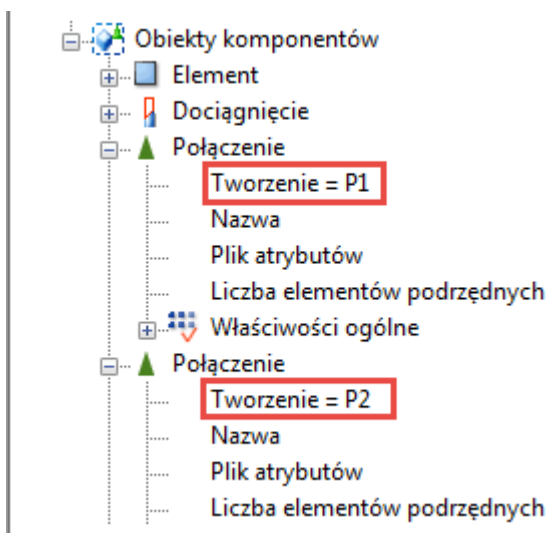 Obiekty komponentów
Element
Dociągnięcie
Połączenie
Tworzenie = P1
Nazwa
Plik atrybutów
Liczba elementów podrzędnych
Właściwości ogólne
Połączenie
Tworzenie = P2
Nazwa
Plik atrybutów
Liczba elementów podrzędnych